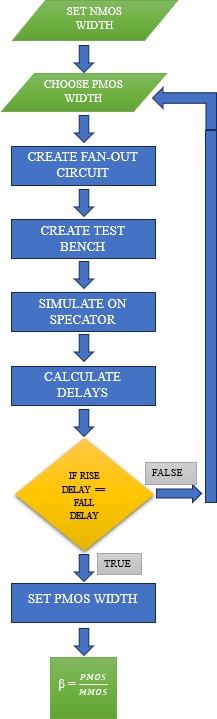 SET NMOS
WIDTH
CHOOSE PMOS
WIDTH
CREATE FAN-OUT
CIRCUIT
CREATE TEST
BENCH
SIMULATE ON
SPECATOR
CALCULATE
DELAYS
IF RISE
DELAY ==
FALL
DELAY
FALSE
TRUE
SET PMOS WIDTH
β = PMOS
MMOS